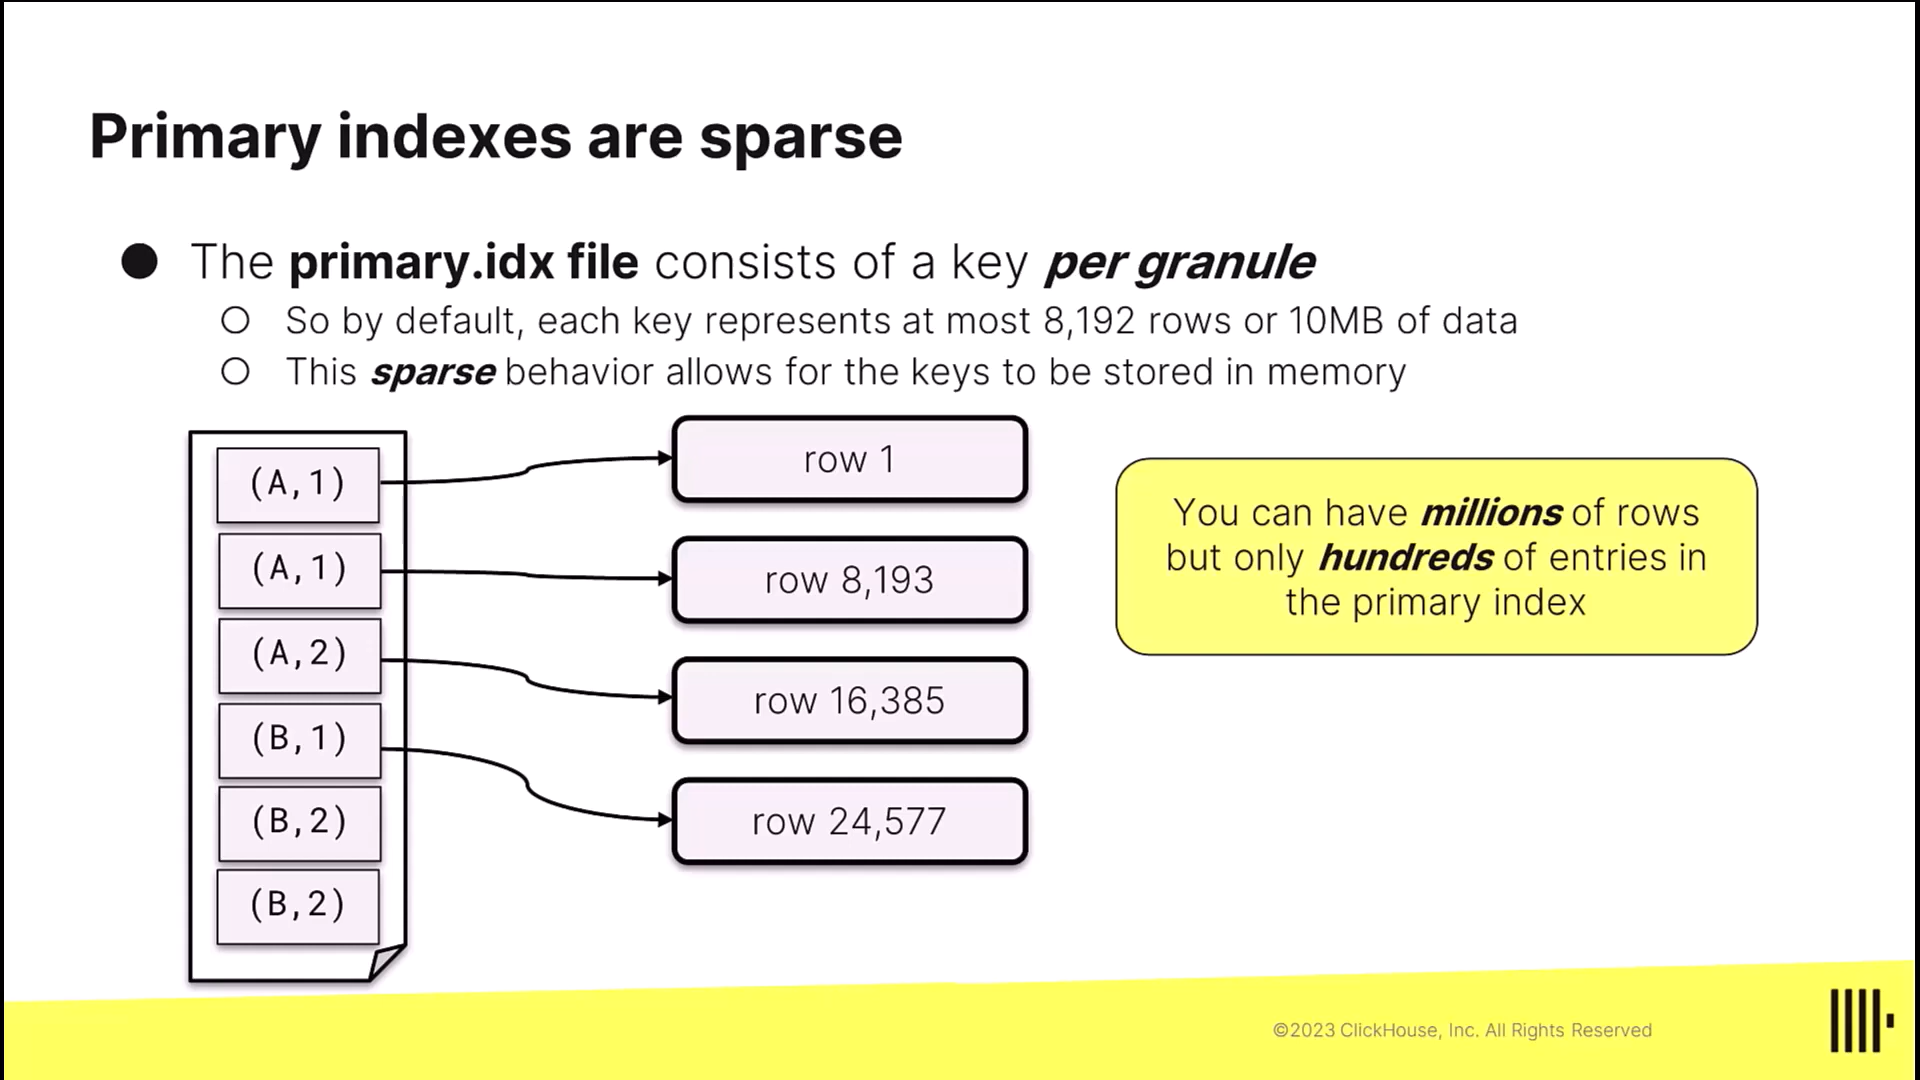 Primary indexes are sparse
● The primary.idx file consists of a key per granule
○ So by default, each key represents at most 8,192 rows or 10MB of data
○ This sparse behavior allows for the keys to be stored in memory
(A,1)
(A,1)
(A,2)
(B,1)
(B,2)
(B,2)
row 1
row 8,193
row 16,385
row 24,577
You can have millions of rows
but only hundreds of entries in
the primary index
©2023 ClickHouse, Inc. All Rights Reserved